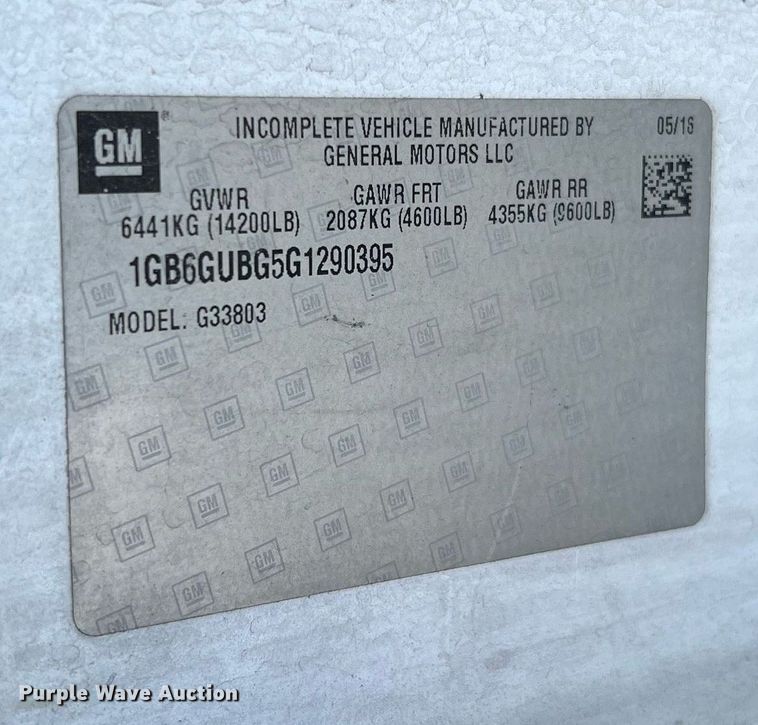 GM
INCOMPLETE VEHICLE MANUFACTURED BY
GENERAL MOTORS LLC
05/16
GVWR
GAWR FRT
GAWR RR
6441KG (14200LB)
2087KG (4600LB)
4355KG (9600LB)
1GB6GUBG5G1290395
MODEL: G33803
Purple Wave Auction